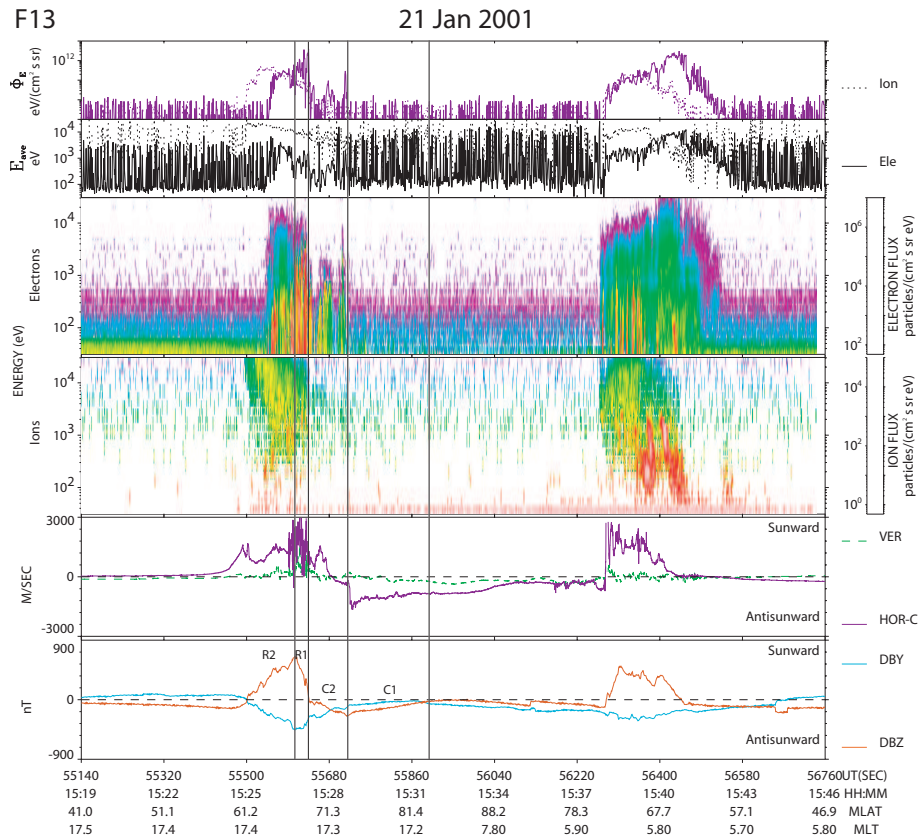 F13
21 Jan 2001
10¹²
Φ_E
eV/(cm² s sr)
Ion
10⁴
10³
10²
E_ave
eV
Ele
10⁴
10³
10²
Electrons
10⁶
10⁴
10²
ELECTRON FLUX
particles/(cm² s sr eV)
ENERGY (eV)
10⁴
10³
10²
Ions
10⁴
10²
10⁰
ION FLUX
particles/(cm² s sr eV)
3000
0
-3000
M/SEC
Sunward
Antisunward
VER
HOR-C
900
0
-900
nT
R2
R1
C2
C1
Sunward
Antisunward
DBY
DBZ
55140 55320 55500 55680 55860 56040 56220 56400 56580 56760 UT(SEC)
15:19 15:22 15:25 15:28 15:31 15:34 15:37 15:40 15:43 15:46 HH:MM
41.0 51.1 61.2 71.3 81.4 88.2 78.3 67.7 57.1 46.9 MLAT
17.5 17.4 17.4 17.3 17.2 7.80 5.90 5.80 5.70 5.80 MLT